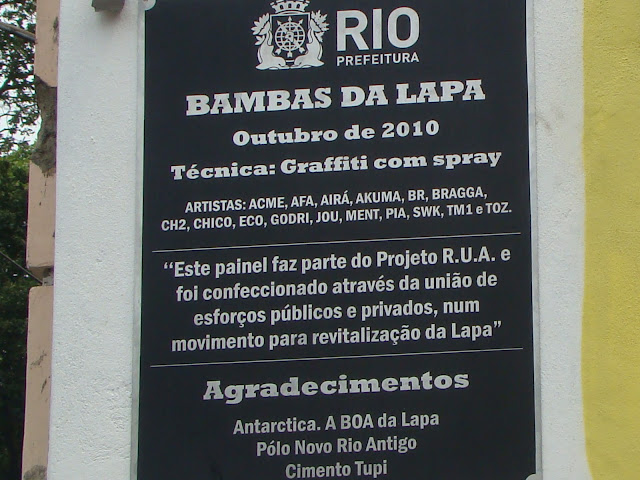 RIO
PREFEITURA
BAMBAS DA LAPA
Outubro de 2010
Técnica: Graffiti com spray
ARTISTAS: ACME, AFA, AIRÁ, AKUMA, BR, BRAGGA,
CH2, CHICO, ECO, GODRI, JOU, MENT, PIA, SWK, TM1 e TOZ.
“Este painel faz parte do Projeto R.U.A. e
foi confeccionado através da união de
esforços públicos e privados, num
movimento para revitalização da Lapa”
Agradecimentos
Antarctica. A BOA da Lapa
Pólo Novo Rio Antigo
Cimento Tupi